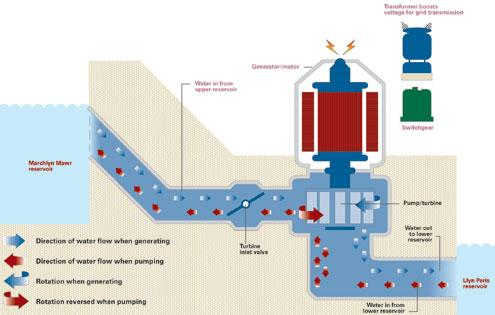 Transformer boosts
voltage for grid transmission
Generator/motor
Water in from
upper reservoir
Switchgear
Marchlyn Mawr
reservoir
Pump/turbine
Water out
to lower
reservoir
Turbine
inlet valve
Direction of water flow when generating
Direction of water flow when pumping
Rotation when generating
Rotation reversed when pumping
Llyn Peris
reservoir
Water in from
lower reservoir